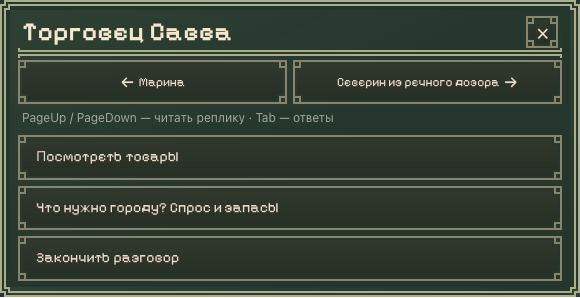 Торговец Савва
×
← Марина
Северин из речного дозора →
PageUp / PageDown — читать реплику · Tab — ответы
Посмотреть товары
Что нужно городу? Спрос и запасы
Закончить разговор